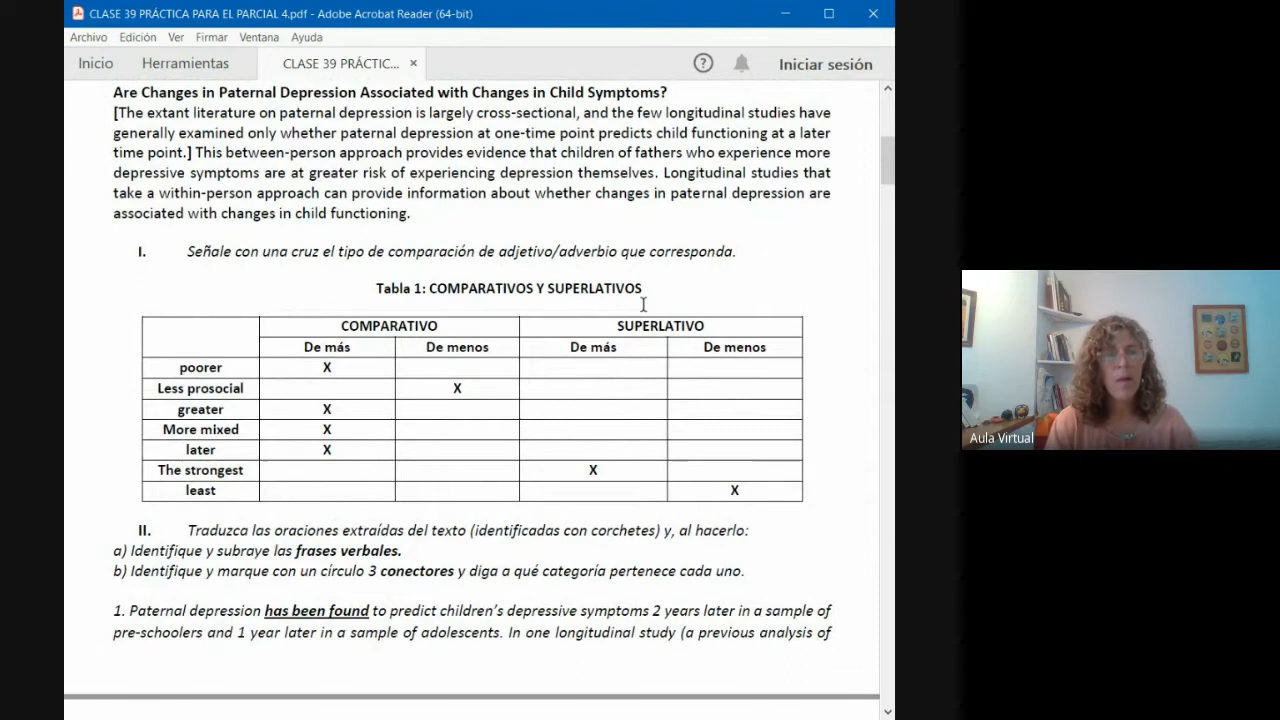 CLASE 39 PRÁCTICA PARA EL PARCIAL 4.pdf - Adobe Acrobat Reader (64-bit)
Archivo Edición Ver Firmar Ventana Ayuda
Inicio Herramientas CLASE 39 PRÁCTIC... × Iniciar sesión
Are Changes in Paternal Depression Associated with Changes in Child Symptoms?
[The extant literature on paternal depression is largely cross-sectional, and the few longitudinal studies have
generally examined only whether paternal depression at one-time point predicts child functioning at a later
time point.] This between-person approach provides evidence that children of fathers who experience more
depressive symptoms are at greater risk of experiencing depression themselves. Longitudinal studies that
take a within-person approach can provide information about whether changes in paternal depression are
associated with changes in child functioning.
I. Señale con una cruz el tipo de comparación de adjetivo/adverbio que corresponda.
Tabla 1: COMPARATIVOS Y SUPERLATIVOS
COMPARATIVO SUPERLATIVO
De más De menos De más De menos
poorer X
Less prosocial X
greater X
More mixed X
later X
The strongest X
least X
II. Traduzca las oraciones extraídas del texto (identificadas con corchetes) y, al hacerlo:
a) Identifique y subraye las frases verbales.
b) Identifique y marque con un círculo 3 conectores y diga a qué categoría pertenece cada uno.
1. Paternal depression has been found to predict children's depressive symptoms 2 years later in a sample of
pre-schoolers and 1 year later in a sample of adolescents. In one longitudinal study (a previous analysis of
Aula Virtual